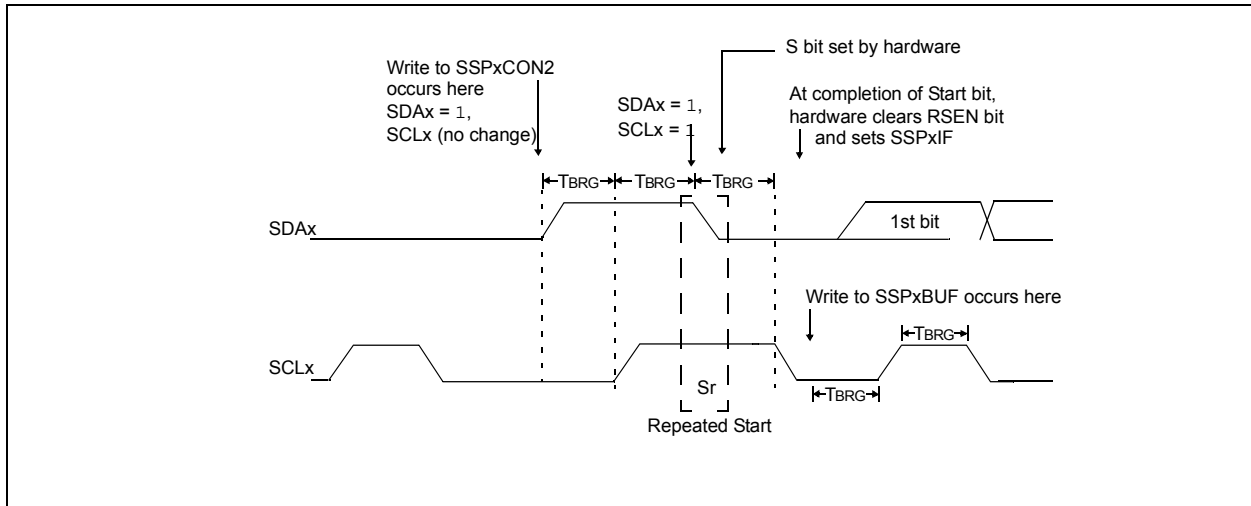 S bit set by hardware
Write to SSPxCON2
occurs here
SDAx = 1,
SCLx (no change)
SDAx = 1,
SCLx = 1
At completion of Start bit,
hardware clears RSEN bit
and sets SSPxIF
TBRG TBRG TBRG
SDAx
1st bit
Write to SSPxBUF occurs here
TBRG
SCLx
Sr
TBRG
Repeated Start